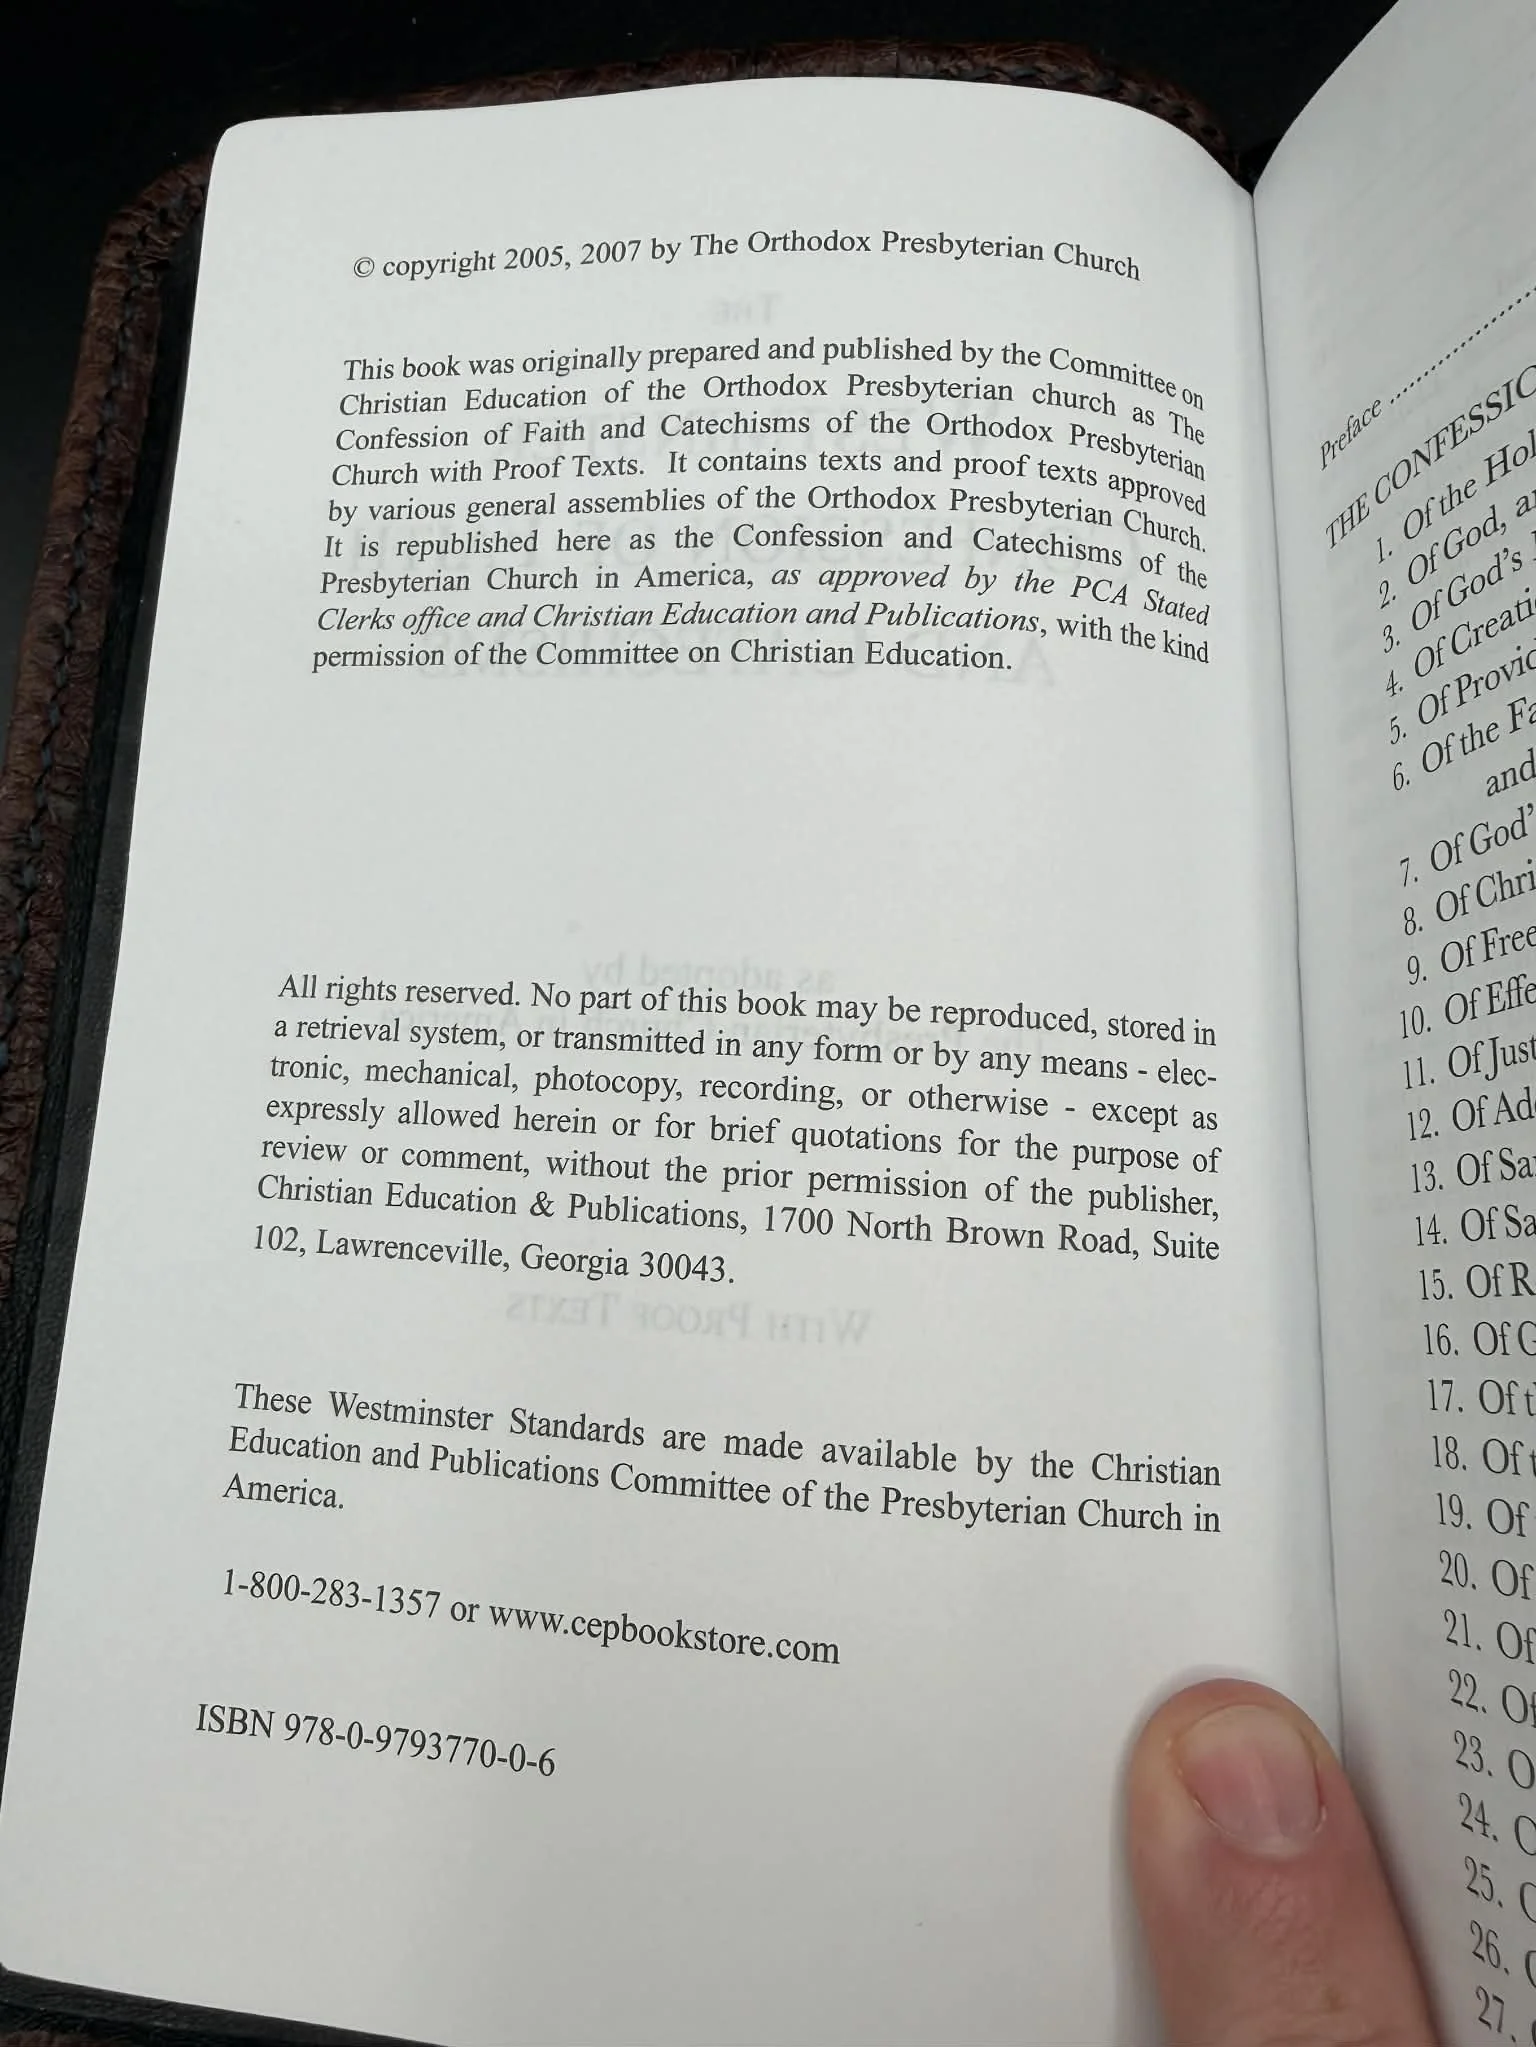 © copyright 2005, 2007 by The Orthodox Presbyterian Church
This book was originally prepared and published by the Committee on
Christian Education of the Orthodox Presbyterian church as The
Confession of Faith and Catechisms of the Orthodox Presbyterian
Church with Proof Texts. It contains texts and proof texts approved
by various general assemblies of the Orthodox Presbyterian Church.
It is republished here as the Confession and Catechisms of the
Presbyterian Church in America, as approved by the PCA Stated
Clerks office and Christian Education and Publications, with the kind
permission of the Committee on Christian Education.
All rights reserved. No part of this book may be reproduced, stored in
a retrieval system, or transmitted in any form or by any means - elec-
tronic, mechanical, photocopy, recording, or otherwise - except as
expressly allowed herein or for brief quotations for the purpose of
review or comment, without the prior permission of the publisher,
Christian Education & Publications, 1700 North Brown Road, Suite
102, Lawrenceville, Georgia 30043.
These Westminster Standards are made available by the Christian
Education and Publications Committee of the Presbyterian Church in
America.
1-800-283-1357 or www.cepbookstore.com
ISBN 978-0-9793770-0-6
Preface
THE
1. Of the
2. Of God,
3. Of God's
4. Of
5. Of
6. Of the
and
7. Of God'
8. Of
9. Of
10. Of
11. Of
12. Of
13. Of
14. Of
15. Of
16. Of
17. Of
18. Of
19. Of
20. Of
21. Of
22.
23.
24.
25.
26.
27.